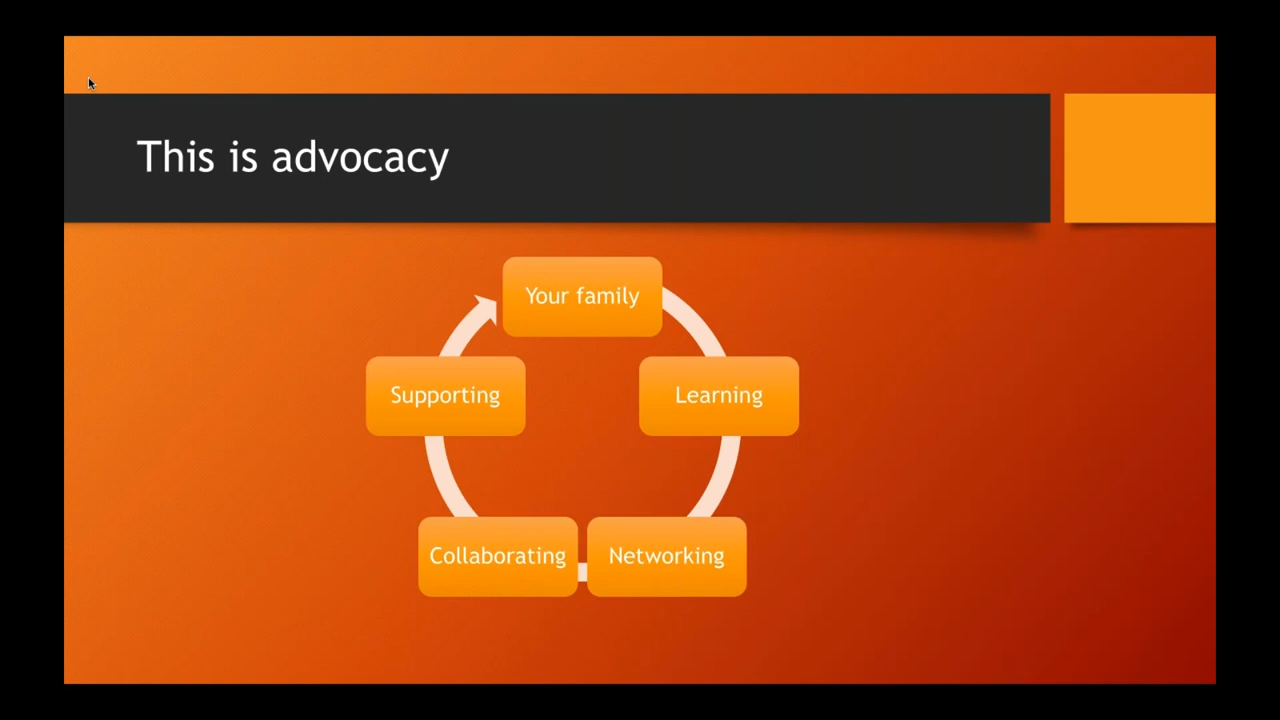 This is advocacy
Your family
Supporting
Learning
Collaborating
Networking